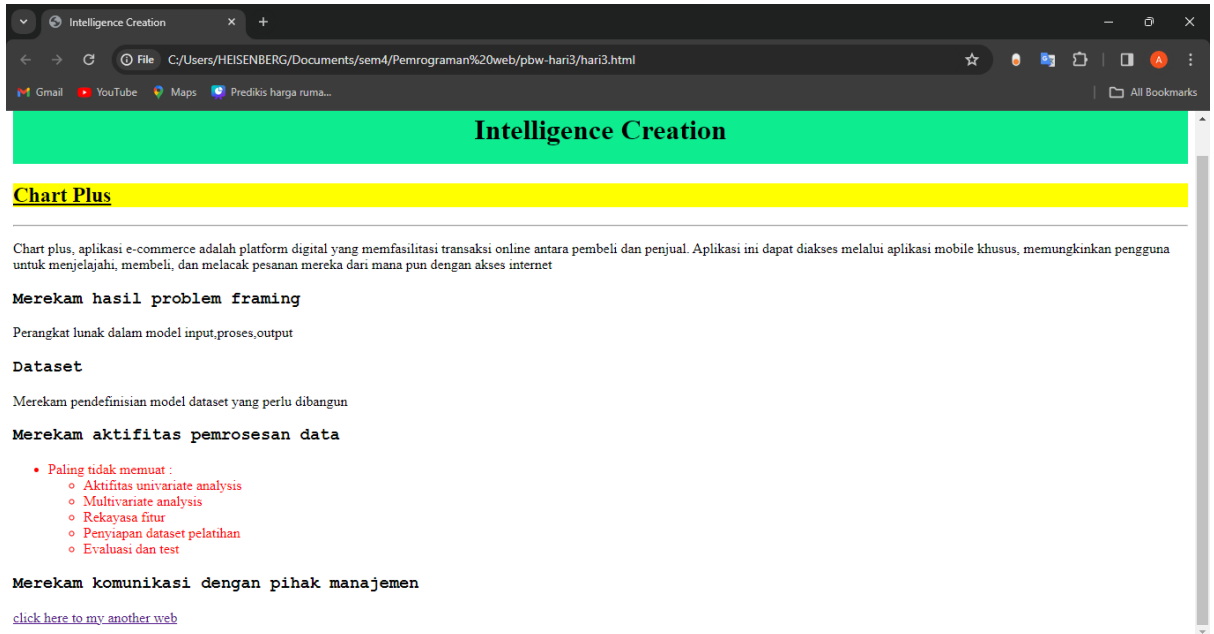 Intelligence Creation
File C:/Users/HEISENBERG/Documents/sem4/Pemrograman%20web/pbw-hari3/hari3.html A
Gmail YouTube Maps Predikis harga ruma... All Bookmarks
Intelligence Creation
Chart Plus
Chart plus, aplikasi e-commerce adalah platform digital yang memfasilitasi transaksi online antara pembeli dan penjual. Aplikasi ini dapat diakses melalui aplikasi mobile khusus, memungkinkan pengguna
untuk menjelajahi, membeli, dan melacak pesanan mereka dari mana pun dengan akses internet
Merekam hasil problem framing
Perangkat lunak dalam model input,proses,output
Dataset
Merekam pendefinisian model dataset yang perlu dibangun
Merekam aktifitas pemrosesan data
Paling tidak memuat :
Aktifitas univariate analysis
Multivariate analysis
Rekayasa fitur
Penyiapan dataset pelatihan
Evaluasi dan test
Merekam komunikasi dengan pihak manajemen
click here to my another web